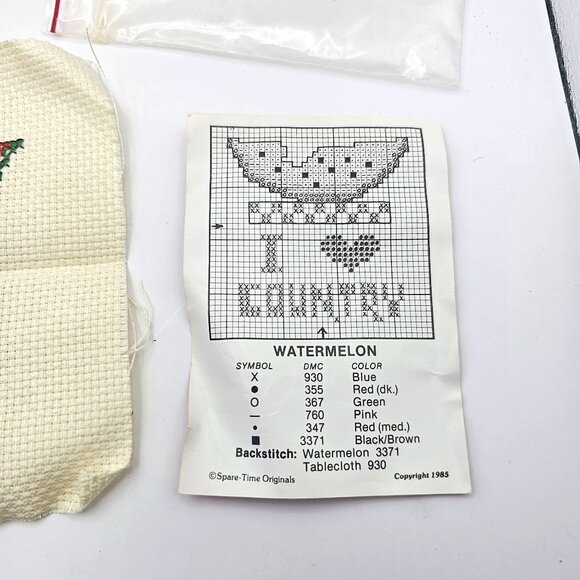 I ♥
COUNTRY
WATERMELON
SYMBOL DMC COLOR
X 930 Blue
● 355 Red (dk.)
O 367 Green
— 760 Pink
• 347 Red (med.)
■ 3371 Black/Brown
Backstitch: Watermelon 3371
Tablecloth 930
©Spare-Time Originals Copyright 1985